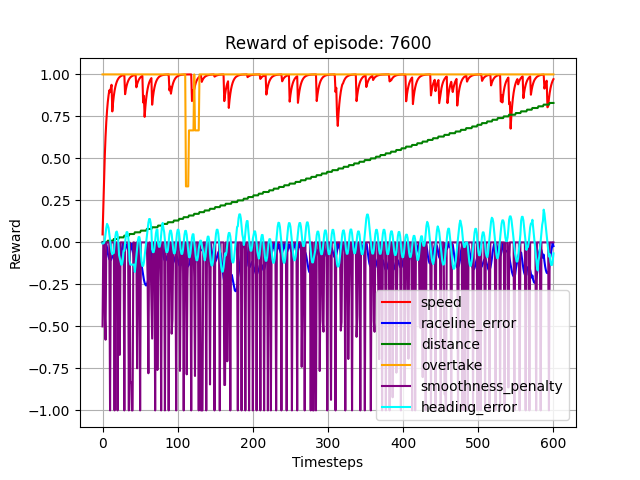 Reward of episode: 7600
Reward
1.00
0.75
0.50
0.25
0.00
−0.25
−0.50
−0.75
−1.00
speed
raceline_error
distance
overtake
smoothness_penalty
heading_error
0 100 200 300 400 500 600
Timesteps